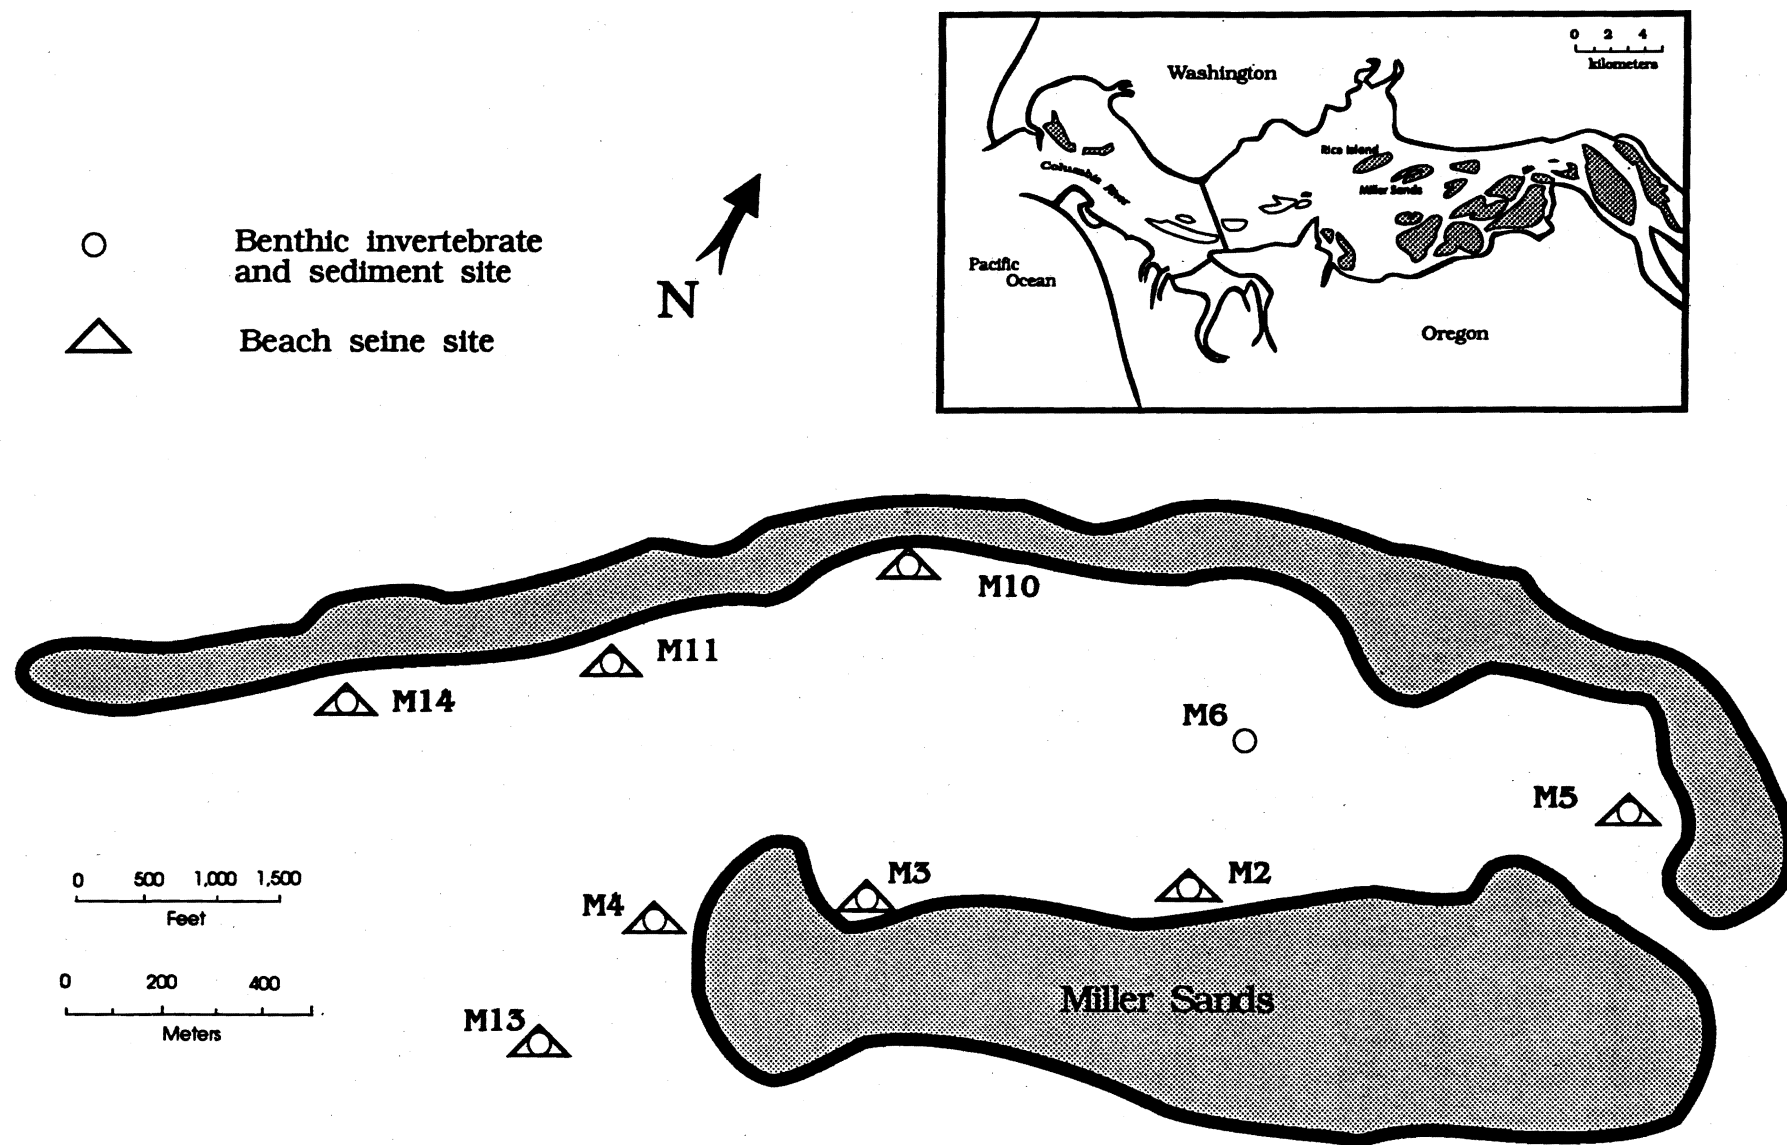 0 2 4
kilometers
Washington
Rice Island
Miller Sands
Columbia River
Pacific
Ocean
Oregon
Benthic invertebrate
and sediment site
Beach seine site
N
M10
M11
M14
M6
M5
M3
M2
M4
M13
0 500 1,000 1,500
Feet
0 200 400
Meters
Miller Sands